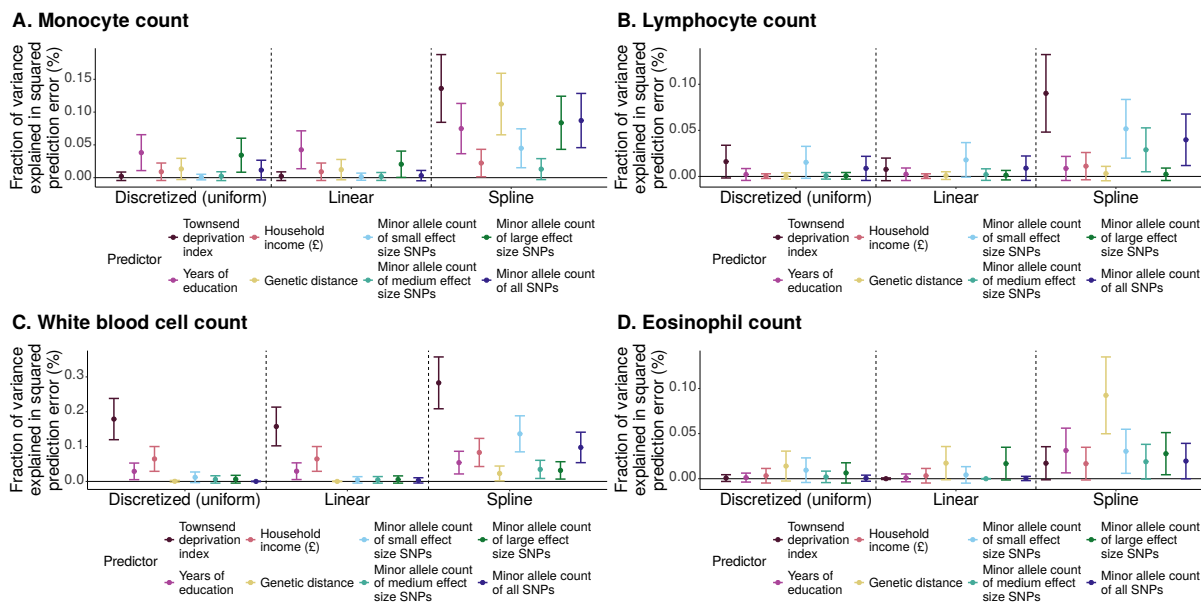 A. Monocyte count
Fraction of variance
explained in squared
prediction error (%)
0.15
0.10
0.05
0.00
Discretized (uniform) Linear Spline
Predictor
Townsend
deprivation
index
Household
income (£)
Minor allele count
of small effect
size SNPs
Minor allele count
of large effect
size SNPs
Years of
education
Genetic distance
Minor allele count
of medium effect
size SNPs
Minor allele count
of all SNPs
B. Lymphocyte count
Fraction of variance
explained in squared
prediction error (%)
0.10
0.05
0.00
Discretized (uniform) Linear Spline
Predictor
Townsend
deprivation
index
Household
income (£)
Minor allele count
of small effect
size SNPs
Minor allele count
of large effect
size SNPs
Years of
education
Genetic distance
Minor allele count
of medium effect
size SNPs
Minor allele count
of all SNPs
C. White blood cell count
Fraction of variance
explained in squared
prediction error (%)
0.3
0.2
0.1
0.0
Discretized (uniform) Linear Spline
Predictor
Townsend
deprivation
index
Household
income (£)
Minor allele count
of small effect
size SNPs
Minor allele count
of large effect
size SNPs
Years of
education
Genetic distance
Minor allele count
of medium effect
size SNPs
Minor allele count
of all SNPs
D. Eosinophil count
Fraction of variance
explained in squared
prediction error (%)
0.10
0.05
0.00
Discretized (uniform) Linear Spline
Predictor
Townsend
deprivation
index
Household
income (£)
Minor allele count
of small effect
size SNPs
Minor allele count
of large effect
size SNPs
Years of
education
Genetic distance
Minor allele count
of medium effect
size SNPs
Minor allele count
of all SNPs